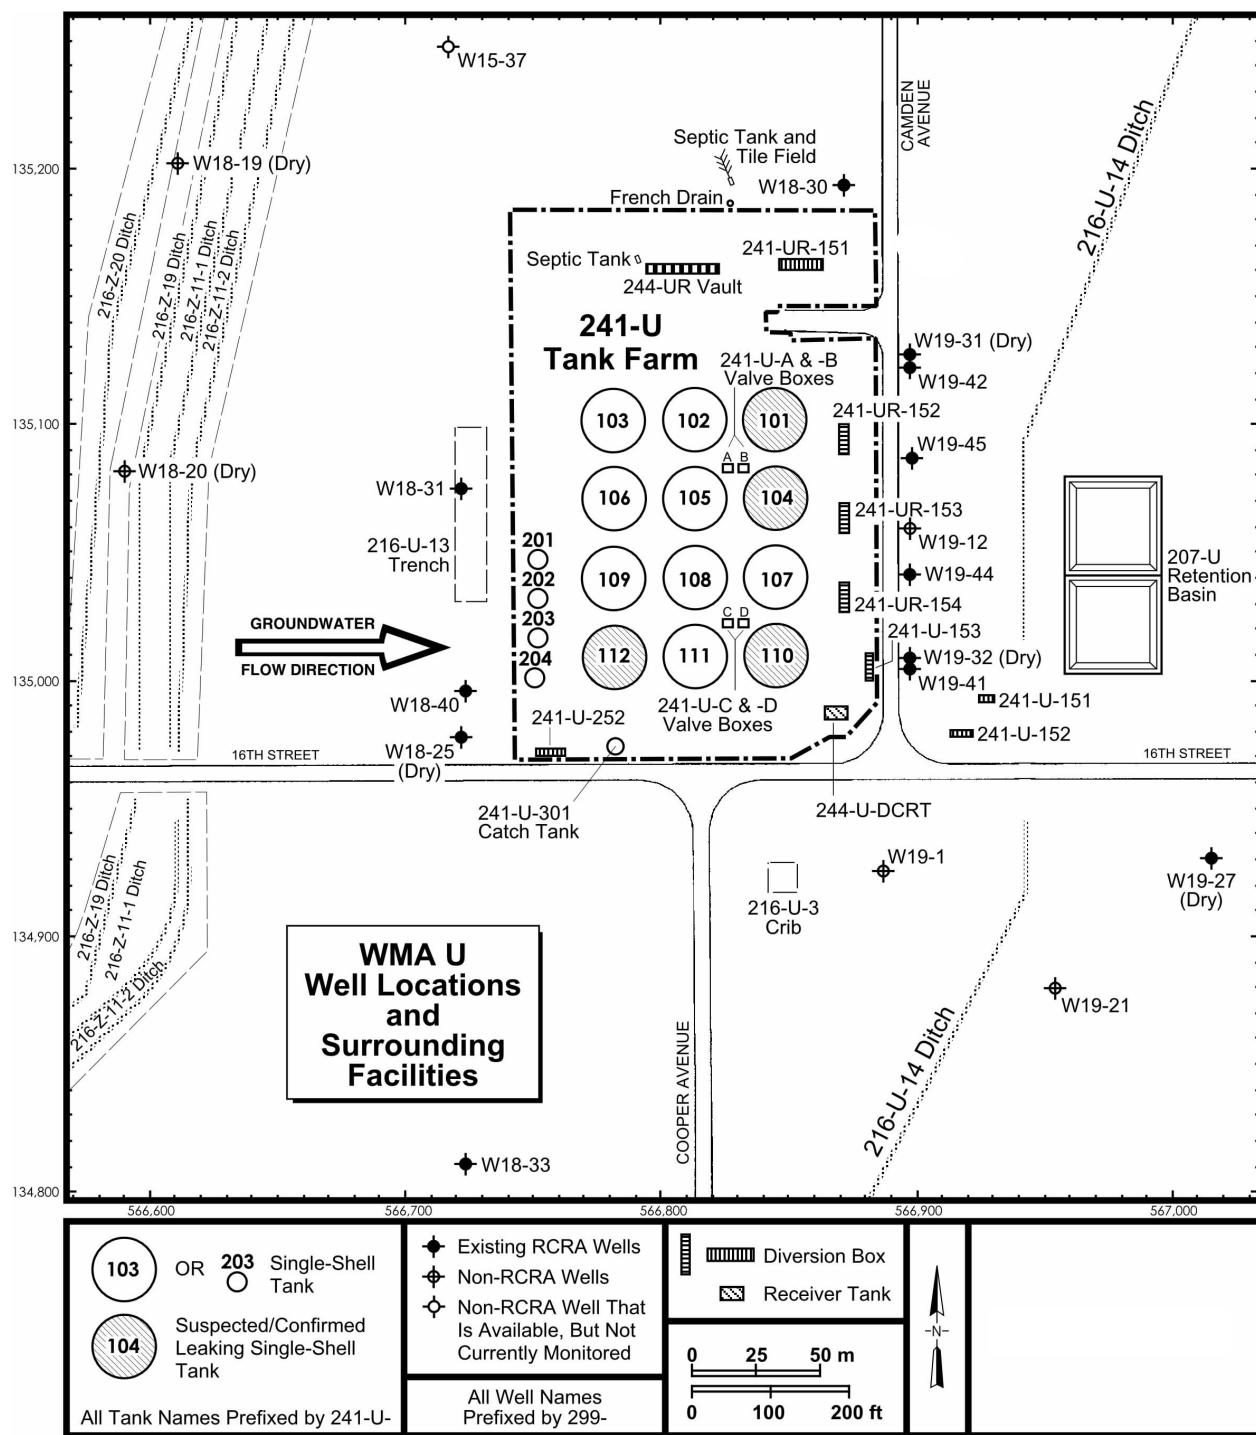 W15-37
CAMDEN
AVENUE
216-U-14 Ditch
Septic Tank and
Tile Field
W18-19 (Dry)
135,200
W18-30
French Drain
216-Z-20 Ditch
216-Z-19 Ditch
216-Z-11-1 Ditch
216-Z-11-2 Ditch
Septic Tank
241-UR-151
244-UR Vault
241-U
Tank Farm
W19-31 (Dry)
W19-42
241-U-A & -B
Valve Boxes
103
102
101
241-UR-152
135,100
W19-45
A
B
W18-20 (Dry)
W18-31
106
105
104
241-UR-153
W19-12
216-U-13
Trench
207-U
Retention
Basin
201
202
203
204
109
108
107
W19-44
241-UR-154
C
D
GROUNDWATER
FLOW DIRECTION
241-U-153
112
111
110
W19-32 (Dry)
W19-41
135,000
W18-40
241-U-151
241-U-C & -D
Valve Boxes
241-U-252
241-U-152
W18-25
(Dry)
16TH STREET
16TH STREET
241-U-301
Catch Tank
244-U-DCRT
W19-1
W19-27
(Dry)
216-Z-19 Ditch
216-Z-11-1 Ditch
216-Z-11-2 Ditch
216-U-3
Crib
134,900
WMA U
Well Locations
and
Surrounding
Facilities
W19-21
COOPER AVENUE
216-U-14 Ditch
W18-33
134,800
566,600
566,700
566,800
566,900
567,000
103
OR
203
Single-Shell
Tank
104
Suspected/Confirmed
Leaking Single-Shell
Tank
All Tank Names Prefixed by 241-U-
Existing RCRA Wells
Non-RCRA Wells
Non-RCRA Well That
Is Available, But Not
Currently Monitored
All Well Names
Prefixed by 299-
Diversion Box
Receiver Tank
0 25 50 m
0 100 200 ft
-N-